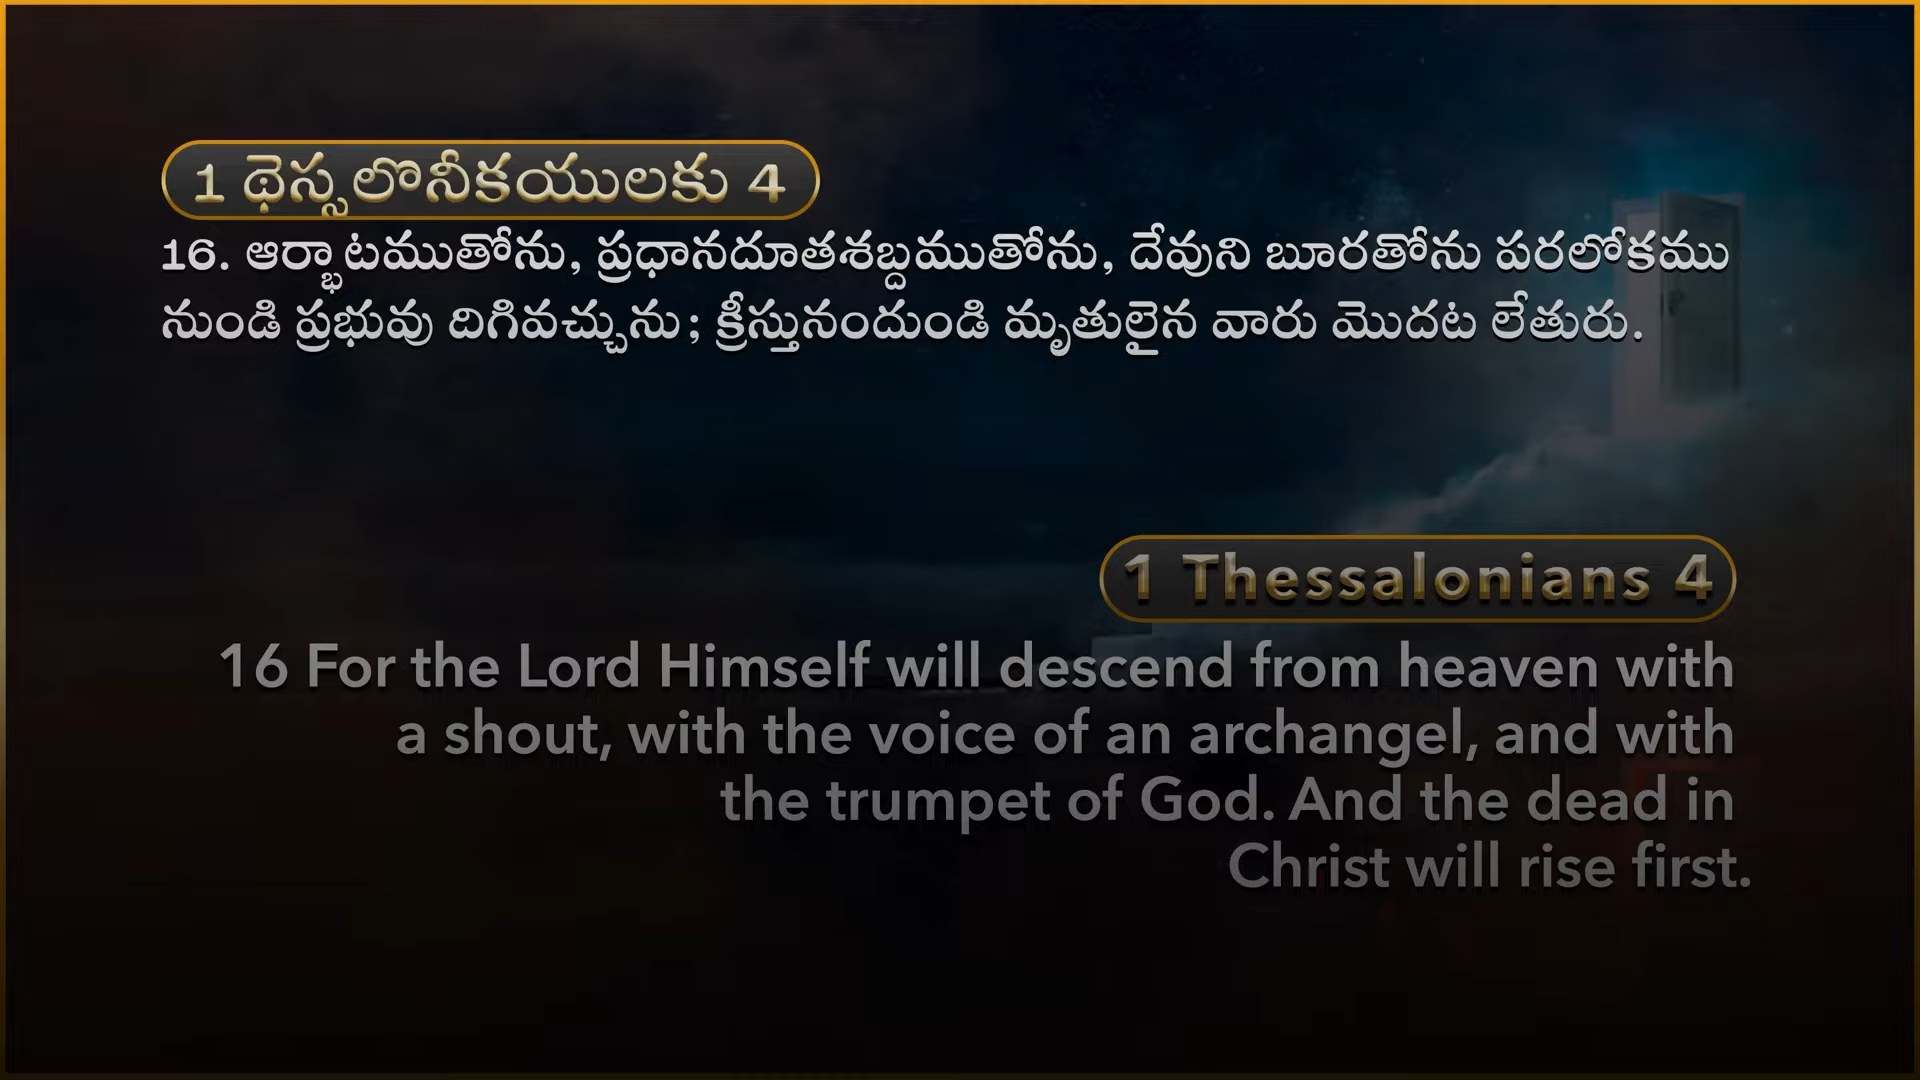 1 థెస్సలొనీకయులకు 4
16. ఆర్భాటముతోను, ప్రధానదూతశబ్దముతోను, దేవుని బూరతోను పరలోకము
నుండి ప్రభువు దిగివచ్చును; క్రీస్తునందుండి మృతులైన వారు మొదట లేతురు.
1 Thessalonians 4
16 For the Lord Himself will descend from heaven with
a shout, with the voice of an archangel, and with
the trumpet of God. And the dead in
Christ will rise first.